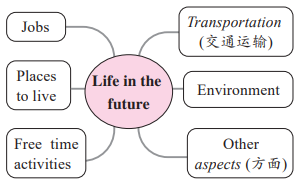 Jobs
Places
to live
Free time
activities
Life in the
future
Transportation
(交通运输)
Environment
Other
aspects (方面)